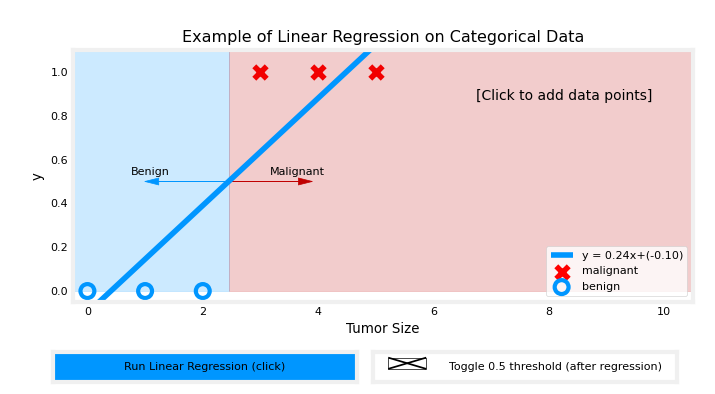 Example of Linear Regression on Categorical Data
1.0
[Click to add data points]
0.8
0.6
Benign
Malignant
y
0.4
0.2
y = 0.24x+(-0.10)
malignant
benign
0.0
0
2
4
6
8
10
Tumor Size
Run Linear Regression (click)
Toggle 0.5 threshold (after regression)